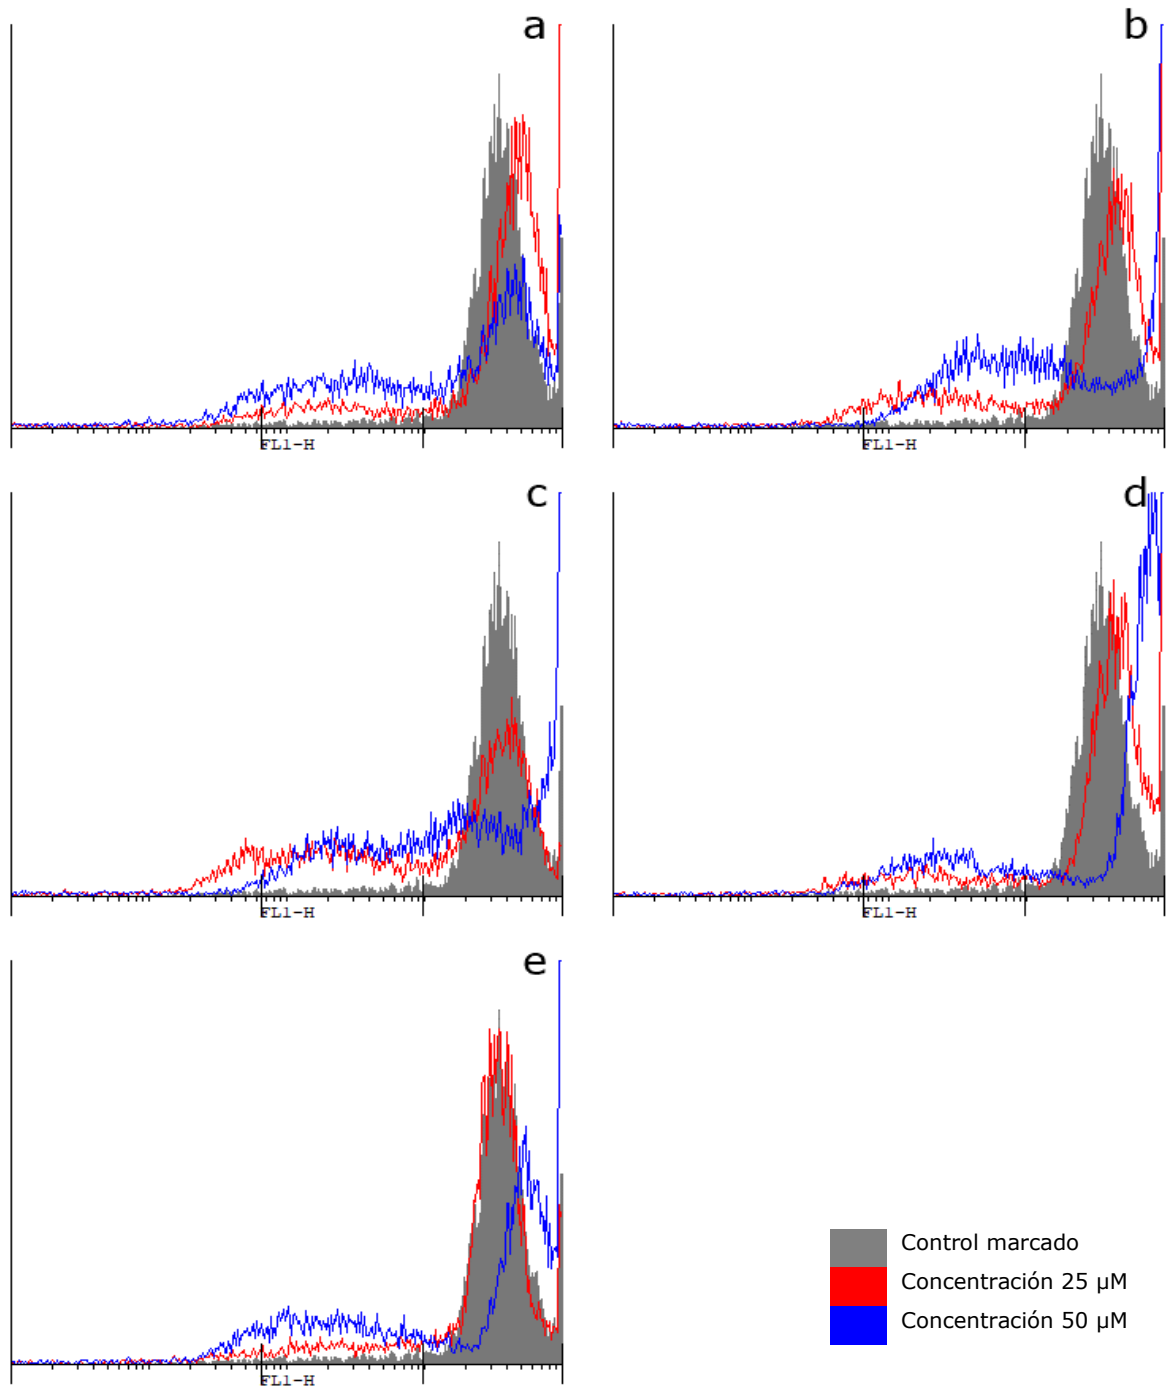 a
b
FL1-H
FL1-H
c
d
FL1-H
FL1-H
e
FL1-H
Control marcado
Concentración 25 µM
Concentración 50 µM